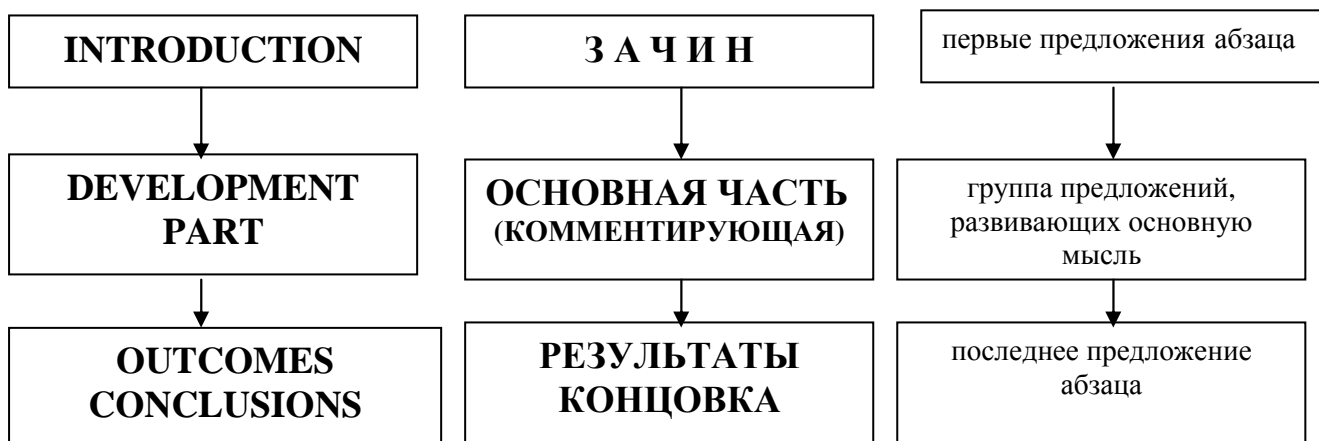 INTRODUCTION
З А Ч И Н
первые предложения абзаца
DEVELOPMENT
PART
ОСНОВНАЯ ЧАСТЬ
(КОММЕНТИРУЮЩАЯ)
группа предложений,
развивающих основную
мысль
OUTCOMES
CONCLUSIONS
РЕЗУЛЬТАТЫ
КОНЦОВКА
последнее предложение
абзаца